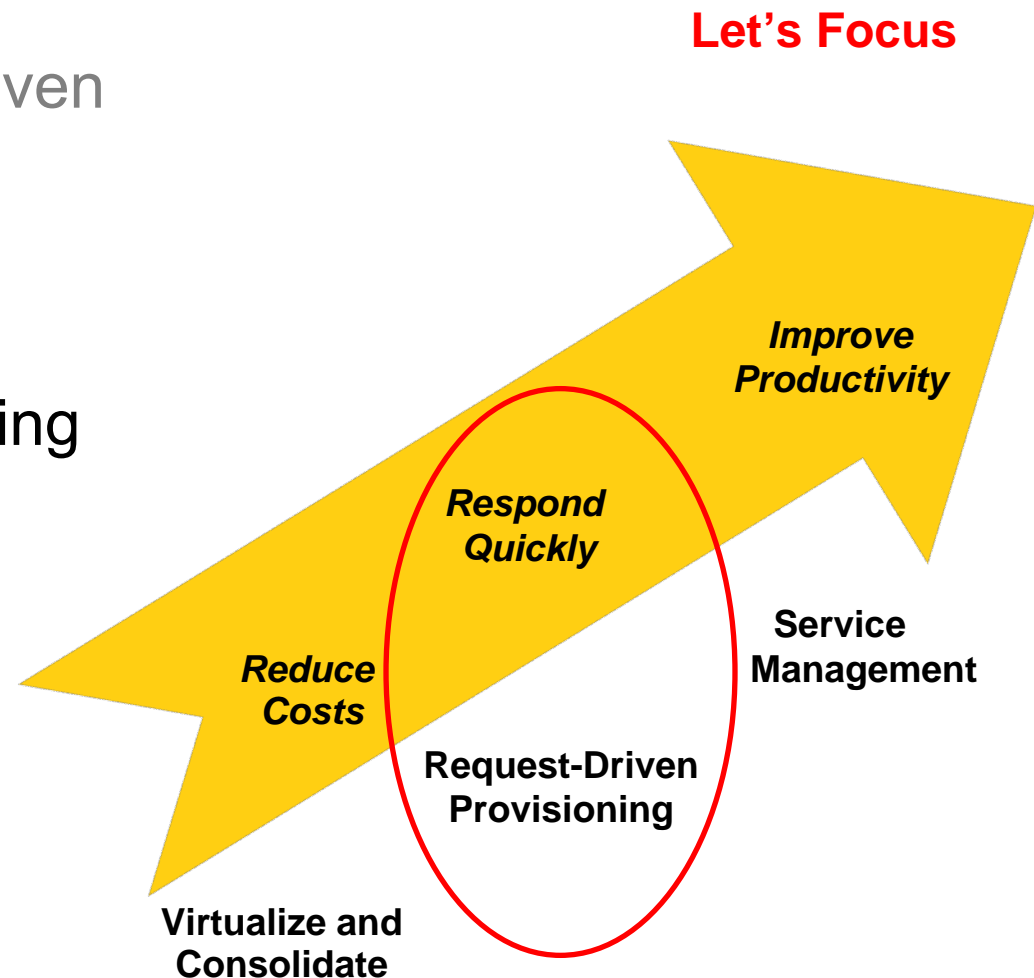 Let's Focus
ven
Improve
Productivity
ing
Respond
Quickly
Service
Management
Reduce
Costs
Request-Driven
Provisioning
Virtualize and
Consolidate